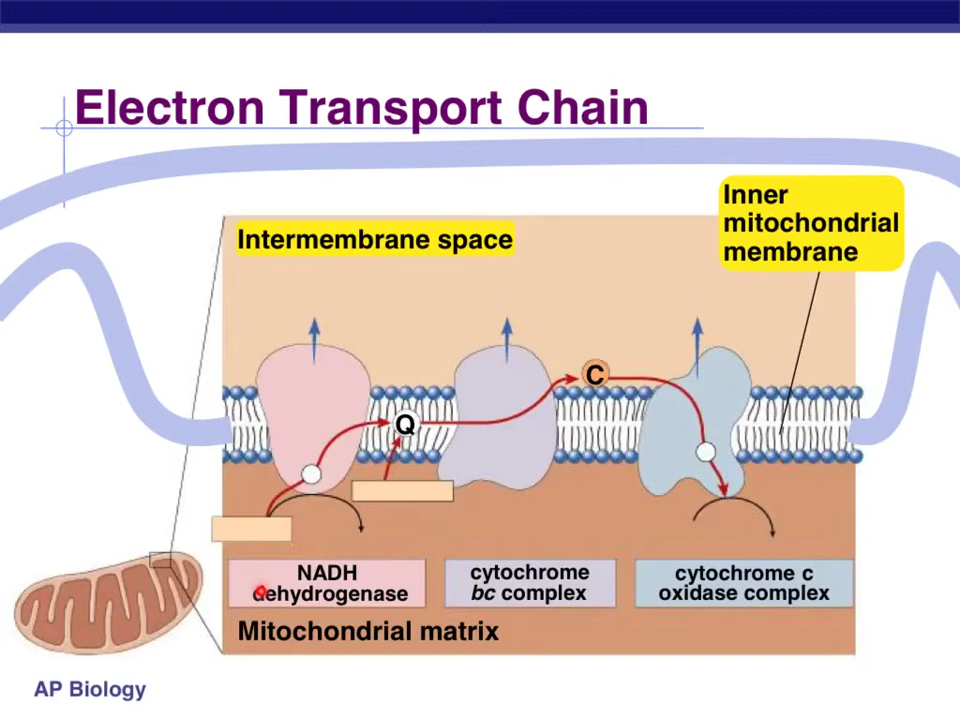 Electron Transport Chain
Intermembrane space
Inner
mitochondrial
membrane
C
Q
NADH
dehydrogenase
cytochrome
bc complex
cytochrome c
oxidase complex
Mitochondrial matrix
AP Biology